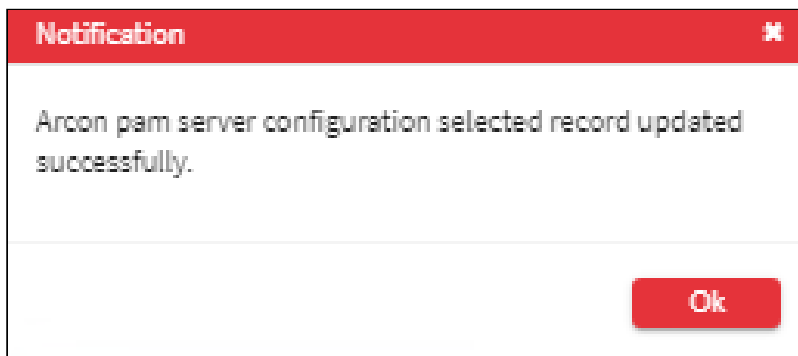 Notification
Arcon pam server configuration selected record updated
successfully.
Ok